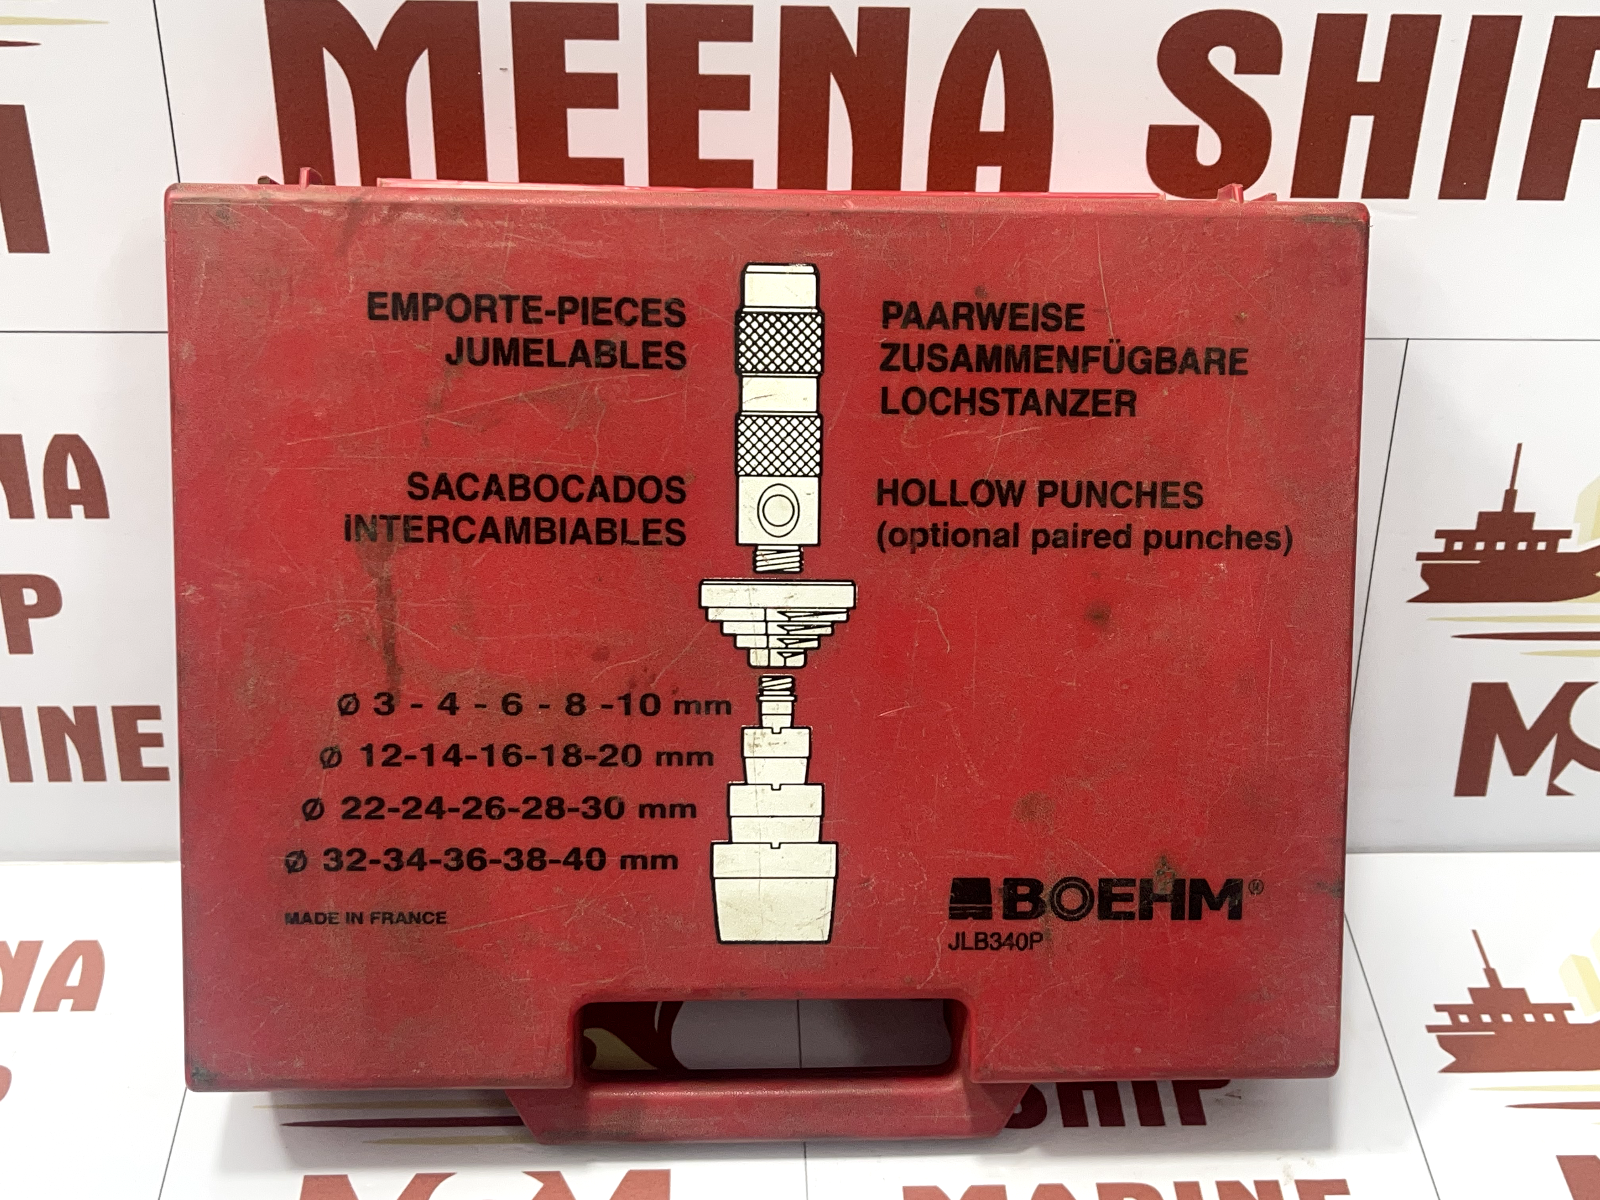 MEENA SHIP
EMPORTE-PIECES
JUMELABLES
PAARWEISE
ZUSAMMENFÜGBARE
LOCHSTANZER
SACABOCADOS
INTERCAMBIABLES
HOLLOW PUNCHES
(optional paired punches)
Ø 3 - 4 - 6 - 8 -10 mm
Ø 12-14-16-18-20 mm
Ø 22-24-26-28-30 mm
Ø 32-34-36-38-40 mm
MADE IN FRANCE
BOEHM®
JLB340P
SHIP
MARINE